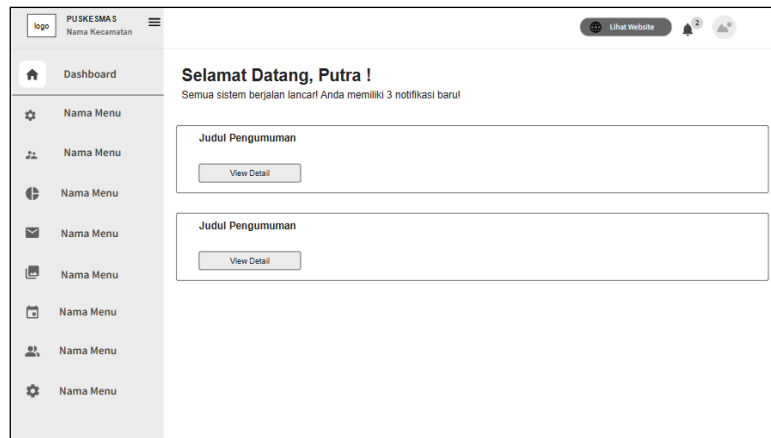 logo
PUSKESMAS
Nama Kecamatan
Lihat Website
2
Dashboard
Nama Menu
Nama Menu
Nama Menu
Nama Menu
Nama Menu
Nama Menu
Nama Menu
Nama Menu
Selamat Datang, Putra !
Semua sistem berjalan lancar! Anda memiliki 3 notifikasi baru!
Judul Pengumuman
View Detail
Judul Pengumuman
View Detail